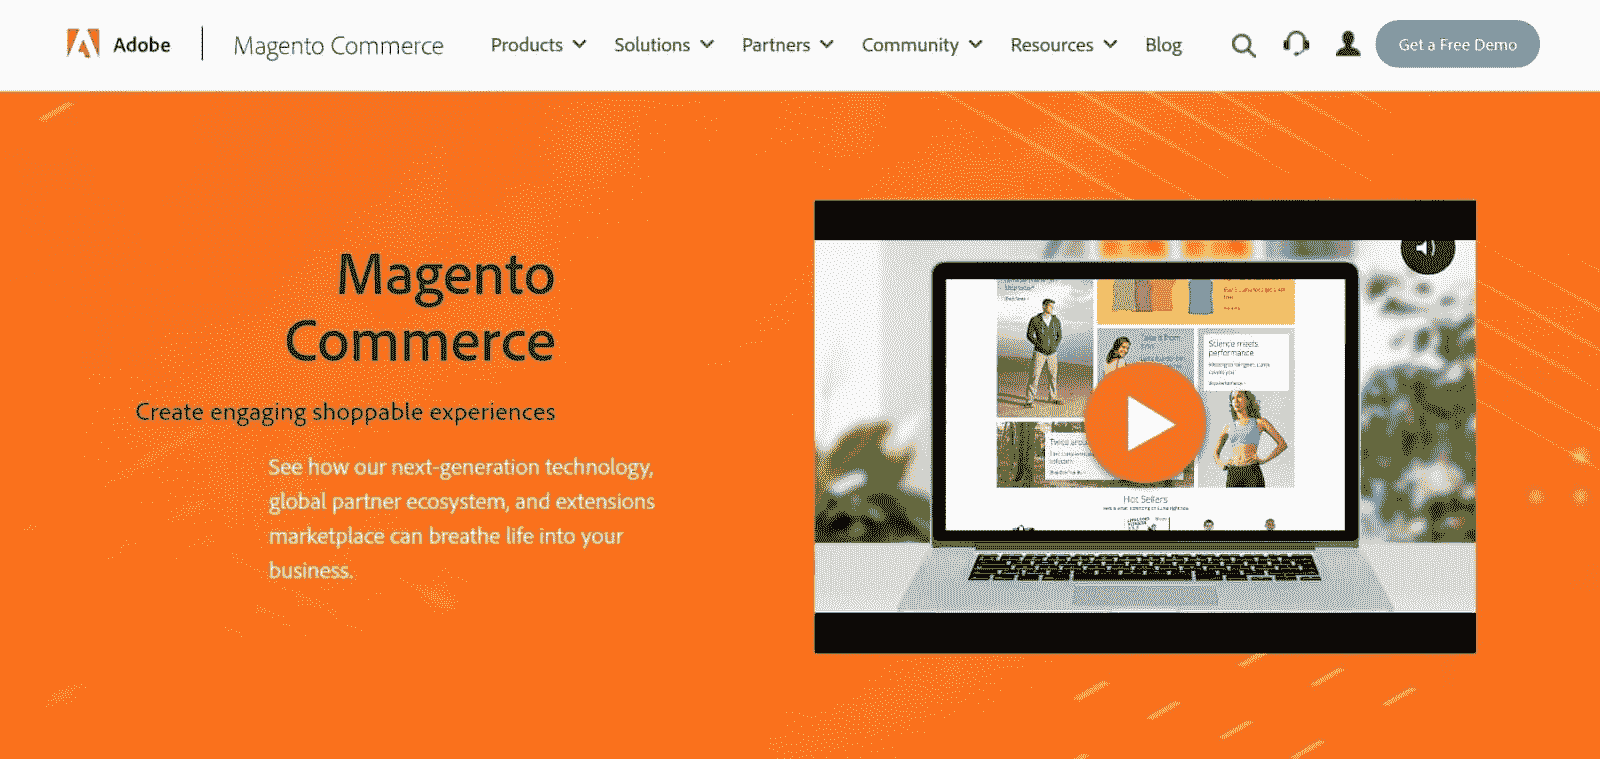 Adobe
Magento Commerce
Products
Solutions
Partners
Community
Resources
Blog
Get a Free Demo
Magento
Commerce
Create engaging shoppable experiences
See how our next-generation technology,
global partner ecosystem, and extensions
marketplace can breathe life into your
business.
Science meets
performance
Hot Sellers